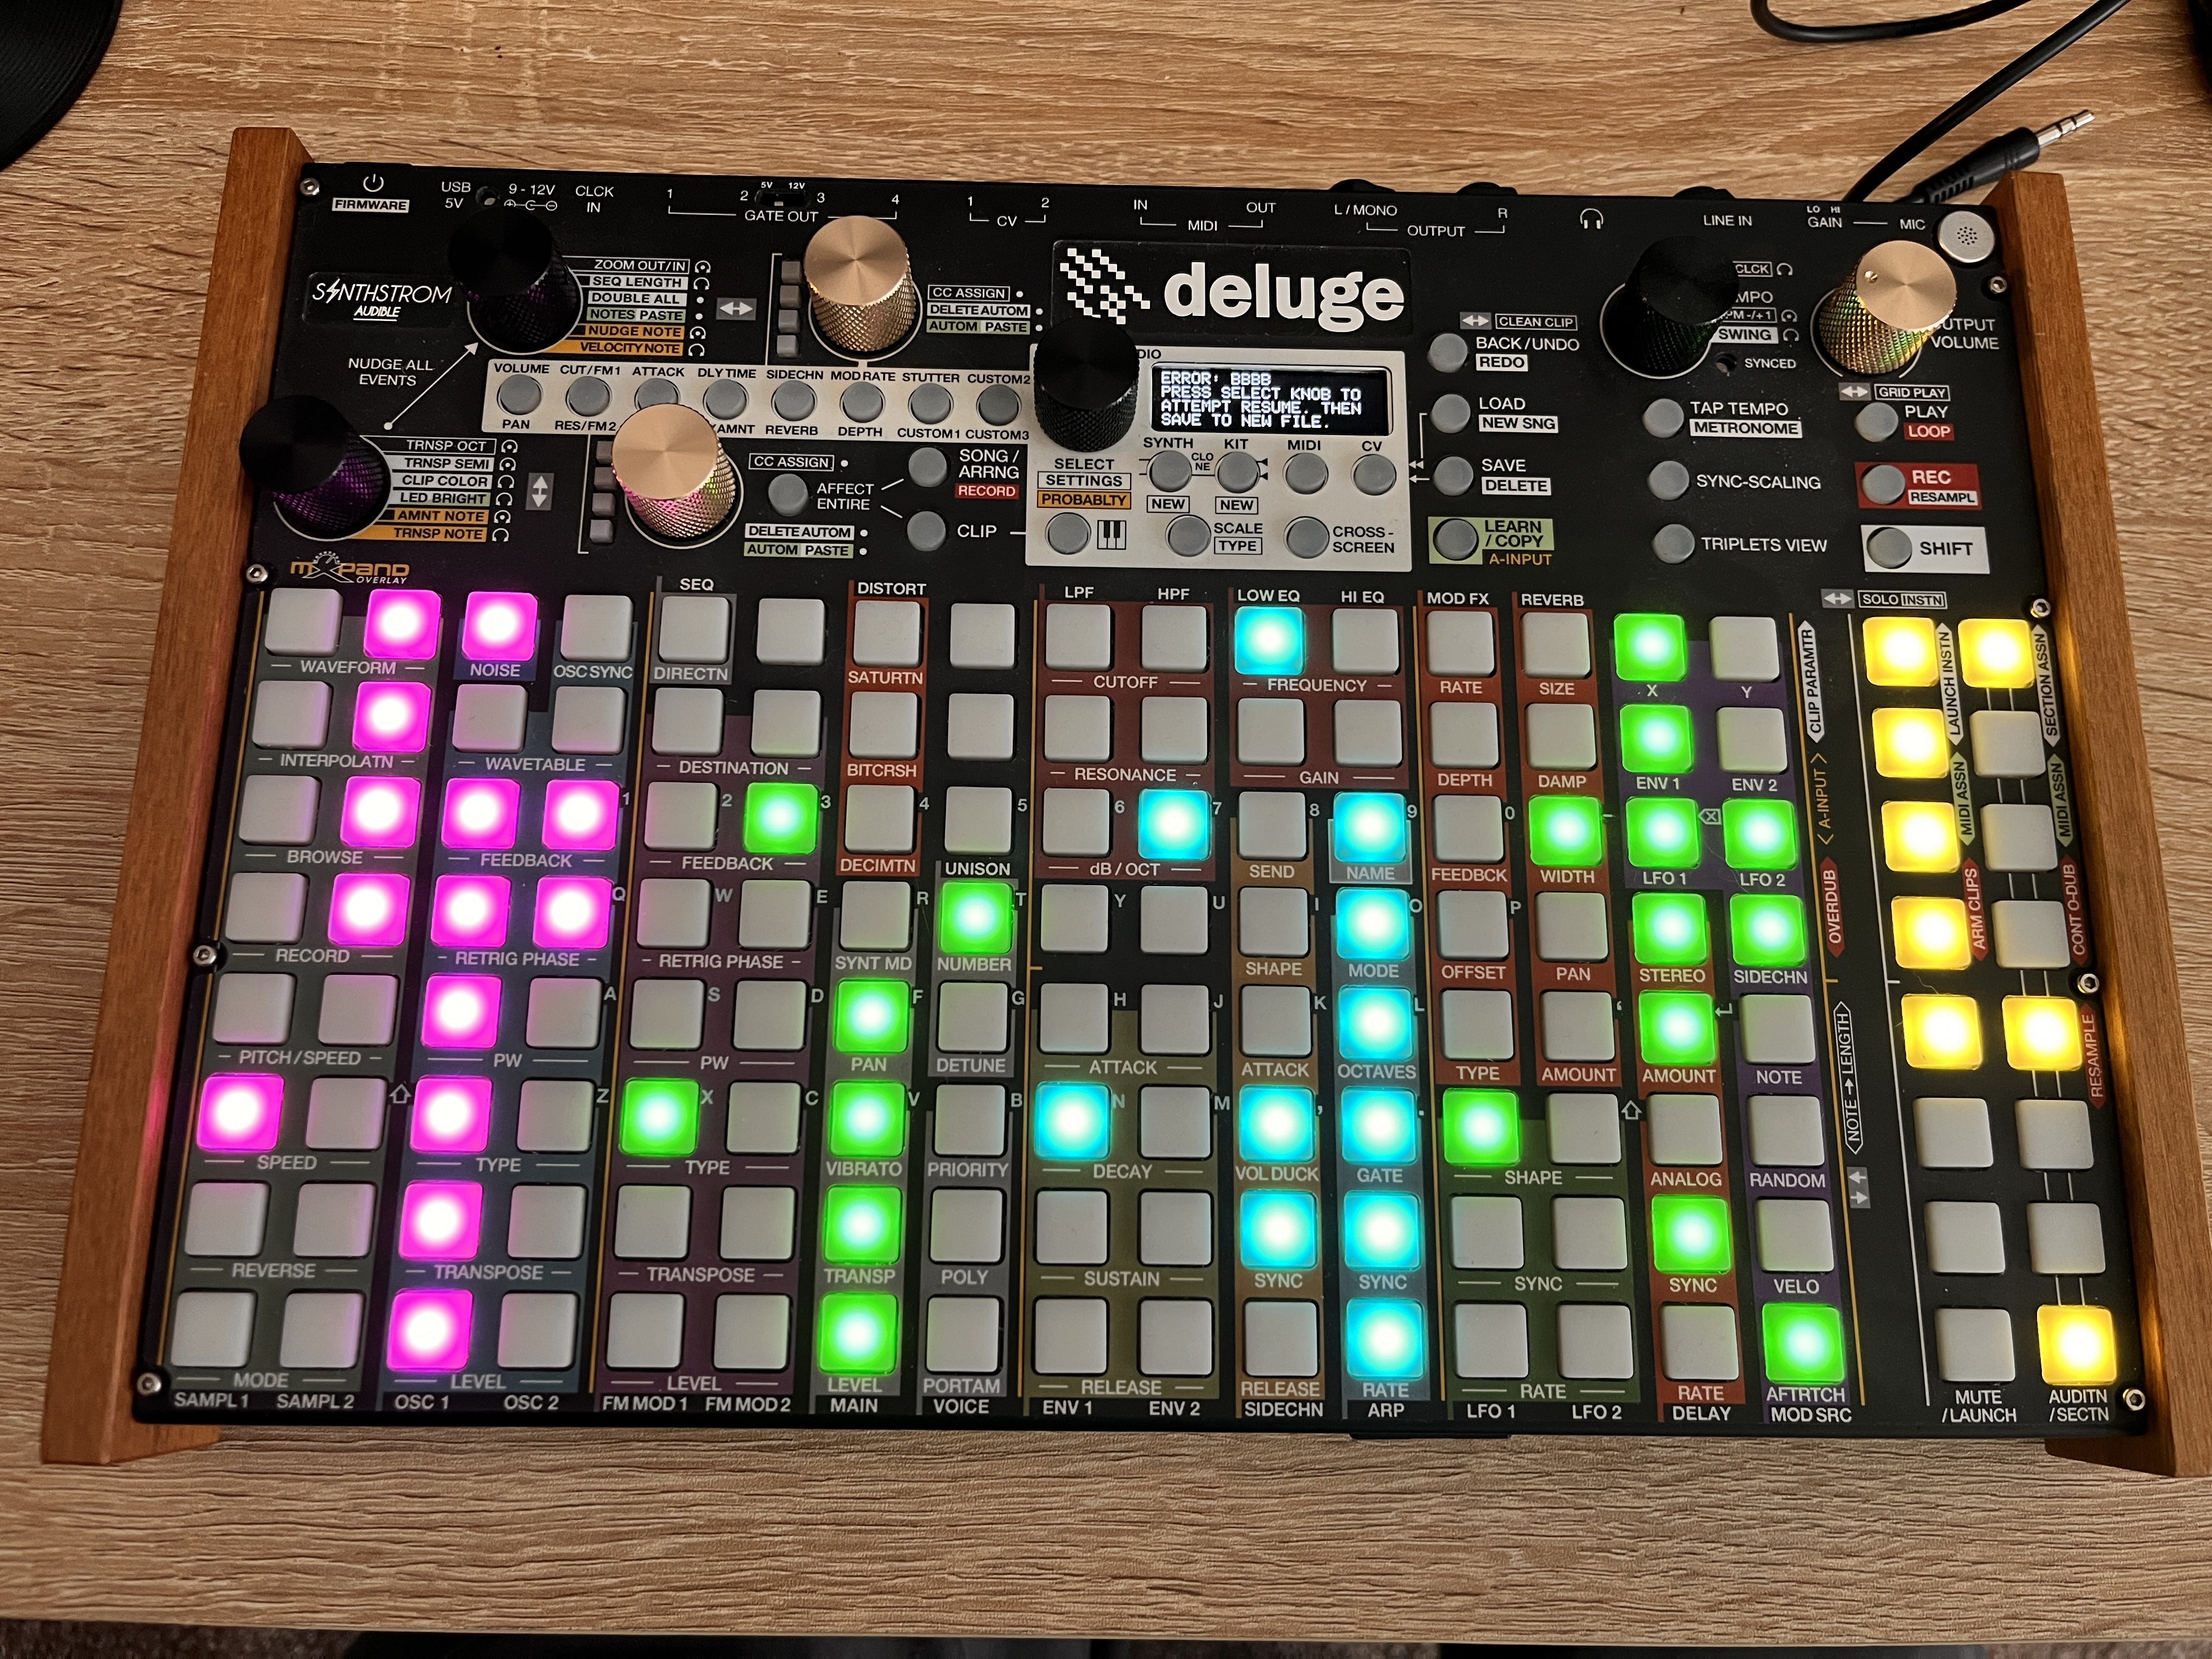 FIRMWARE
USB
5V
9 - 12V
CLCK
IN
1
2
5V
12V
3
4
GATE OUT
1
2
CV
IN
OUT
MIDI
L / MONO
R
OUTPUT
LINE IN
LO HI
GAIN
MIC
SYNTHSTROM
AUDIBLE
ZOOM OUT/IN
SEQ LENGTH
DOUBLE ALL
NOTES PASTE
NUDGE NOTE
VELOCITY NOTE
NUDGE ALL
EVENTS
CC ASSIGN
DELETE AUTOM
AUTOM PASTE
deluge
CLEAN CLIP
BACK/UNDO
REDO
LOAD
NEW SNG
SAVE
DELETE
LEARN
/ COPY
A-INPUT
CLCK
SWING
SYNCED
TAP TEMPO
METRONOME
SYNC-SCALING
TRIPLETS VIEW
VOLUME
GRID PLAY
PLAY
LOOP
REC
RESAMPL
SHIFT
VOLUME
CUT/FM1
ATTACK
DLY TIME
SIDECHN
MOD RATE
STUTTER
CUSTOM2
PAN
RES/FM2
REVERB
DEPTH
CUSTOM1
CUSTOM3
ERROR: BBBB
PRESS SELECT KNOB TO
ATTEMPT RESUME. THEN
SAVE TO NEW FILE.
SYNTH
CLO
NE
KIT
MIDI
CV
SELECT
SETTINGS
PROBABLTY
NEW
NEW
SCALE
TYPE
CROSS-
SCREEN
TRNSP OCT
TRNSP SEMI
CLIP COLOR
LED BRIGHT
AMNT NOTE
TRNSP NOTE
CC ASSIGN
AFFECT
ENTIRE
DELETE AUTOM
AUTOM PASTE
SONG /
ARRNG
RECORD
CLIP
mXpand
OVERLAY
SEQ
DISTORT
LPF
HPF
LOW EQ
HI EQ
MOD FX
REVERB
SOLO INSTN
WAVEFORM
NOISE
OSC SYNC
DIRECTN
SATURTN
CUTOFF
FREQUENCY
RATE
SIZE
X
Y
INTERPOLATN
WAVETABLE
DESTINATION
BITCRSH
RESONANCE
GAIN
DEPTH
DAMP
ENV 1
ENV 2
1
2
3
4
5
6
7
8
9
0
-
BROWSE
FEEDBACK
FEEDBACK
DECIMTN
UNISON
dB / OCT
SEND
NAME
FEEDBCK
WIDTH
LFO 1
LFO 2
Q
W
E
R
T
Y
U
I
O
P
RECORD
RETRIG PHASE
RETRIG PHASE
SYNT MD
NUMBER
SHAPE
MODE
OFFSET
PAN
STEREO
SIDECHN
A
S
D
F
G
H
J
K
L
PITCH / SPEED
PW
PW
PAN
DETUNE
ATTACK
ATTACK
OCTAVES
TYPE
AMOUNT
AMOUNT
NOTE
Z
X
C
V
B
N
M
,
.
SPEED
TYPE
TYPE
VIBRATO
PRIORITY
DECAY
VOL DUCK
GATE
SHAPE
ANALOG
RANDOM
REVERSE
TRANSPOSE
TRANSPOSE
TRANSP
POLY
SUSTAIN
SYNC
SYNC
SYNC
SYNC
VELO
MODE
LEVEL
LEVEL
LEVEL
PORTAM
RELEASE
RELEASE
RATE
RATE
RATE
AFTRTCH
SAMPL 1
SAMPL 2
OSC 1
OSC 2
FM MOD 1
FM MOD 2
MAIN
VOICE
ENV 1
ENV 2
SIDECHN
ARP
LFO 1
LFO 2
DELAY
MOD SRC
MUTE
/LAUNCH
AUDITN
/SECTN
CLIP PARAMTR
A-INPUT
OVERDUB
NOTE
LENGTH
LAUNCH INSTN
MIDI ASSN
ARM CLIPS
SECTION ASSN
MIDI ASSN
CONT O-DUB
RESAMPLE